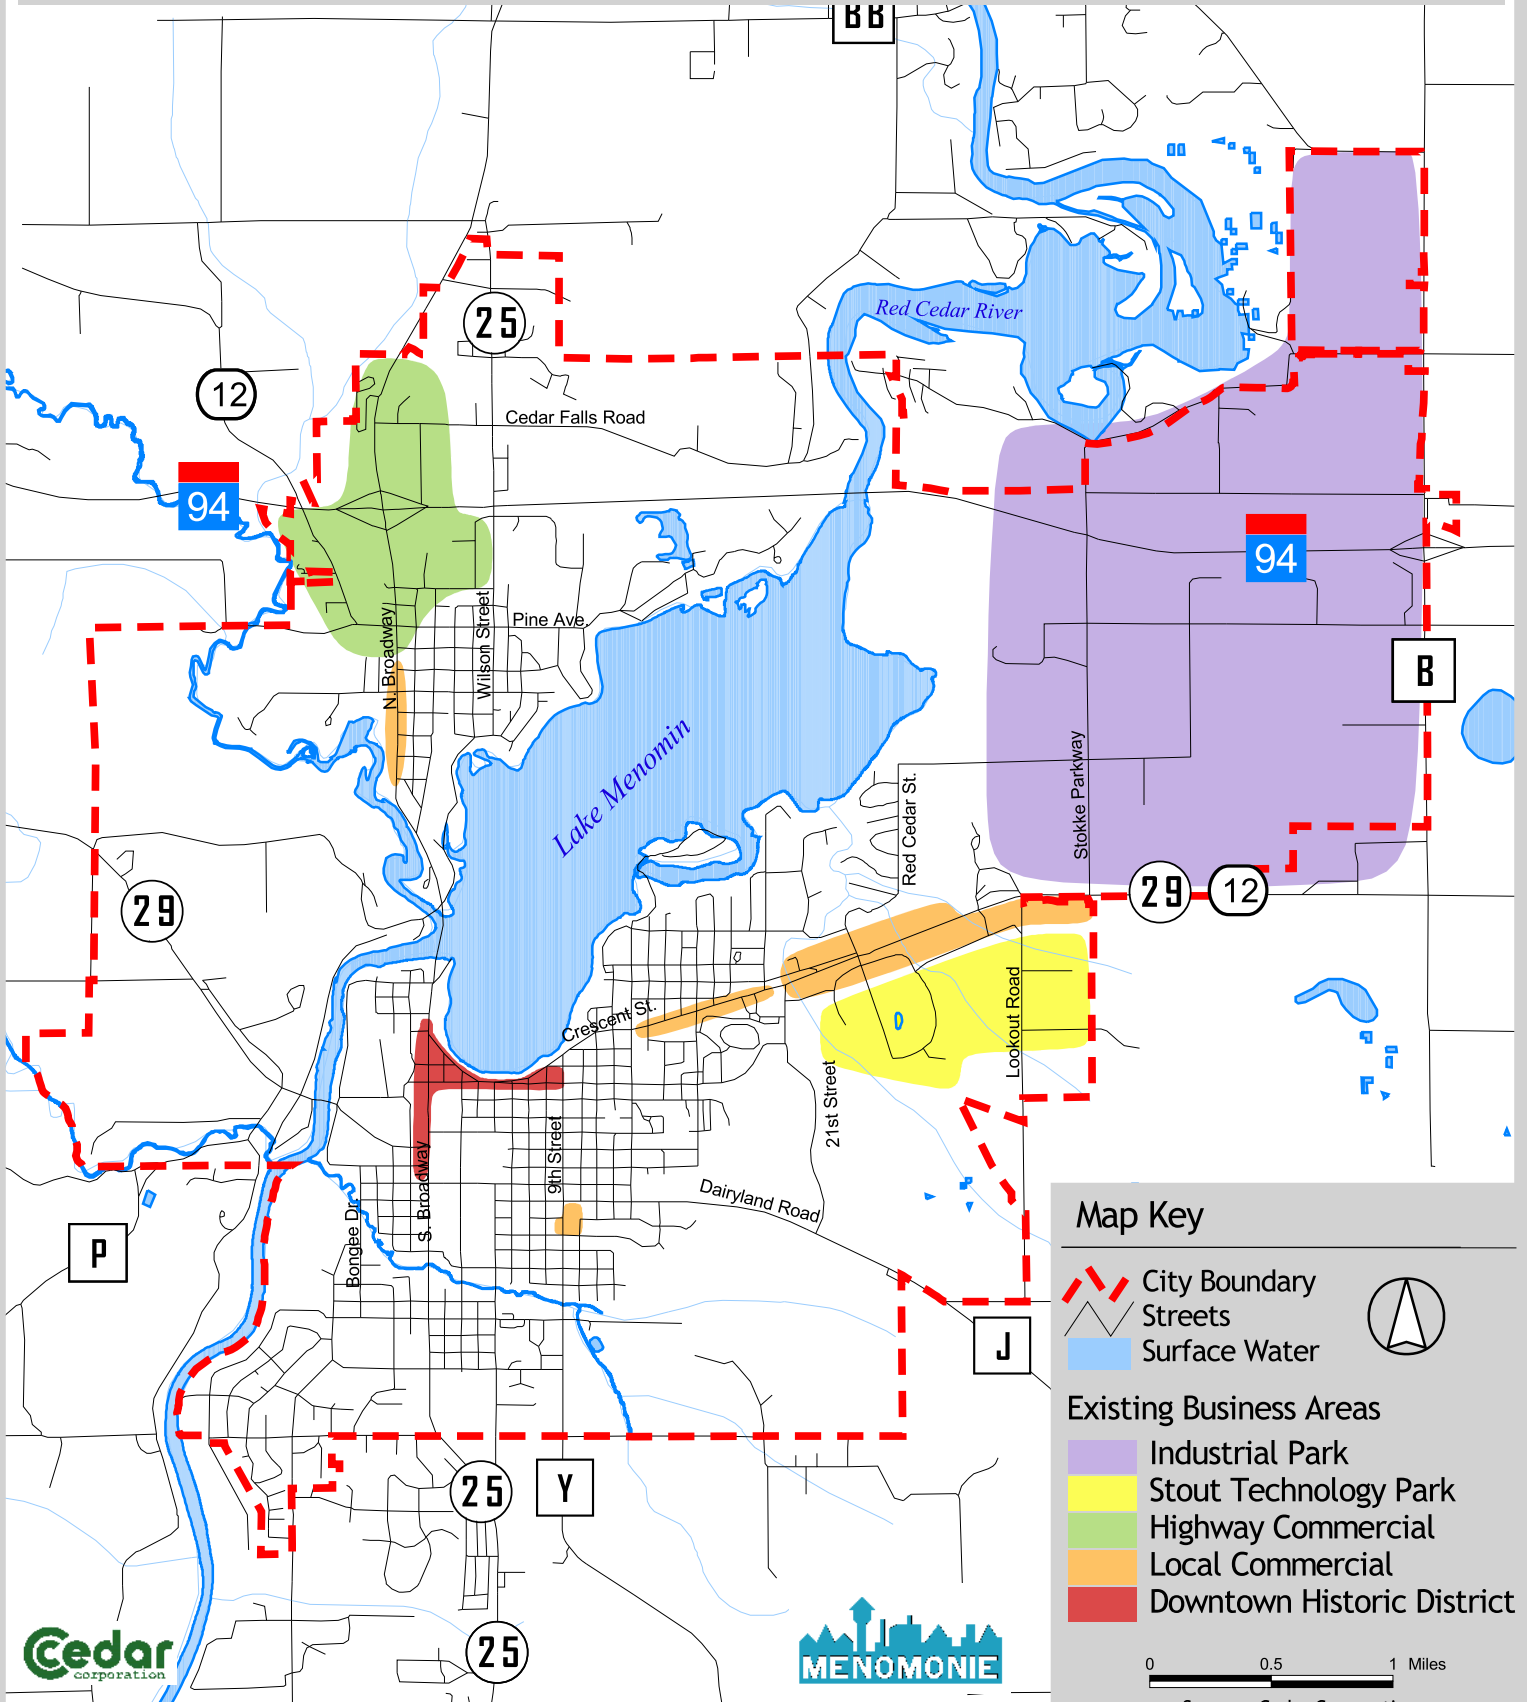 BB
25
12
Red Cedar River
Cedar Falls Road
94
94
N. Broadway
Wilson Street
Pine Ave.
B
Lake Menomin
Stokke Parkway
Red Cedar St.
29
12
29
Crescent St.
Lookout Road
21st Street
9th Street
S. Broadway
Bongee Dr.
Dairyland Road
P
J
25
Y
25
Map Key
City Boundary
Streets
Surface Water
Existing Business Areas
Industrial Park
Stout Technology Park
Highway Commercial
Local Commercial
Downtown Historic District
0 0.5 1 Miles
Cedar
corporation
MENOMONIE